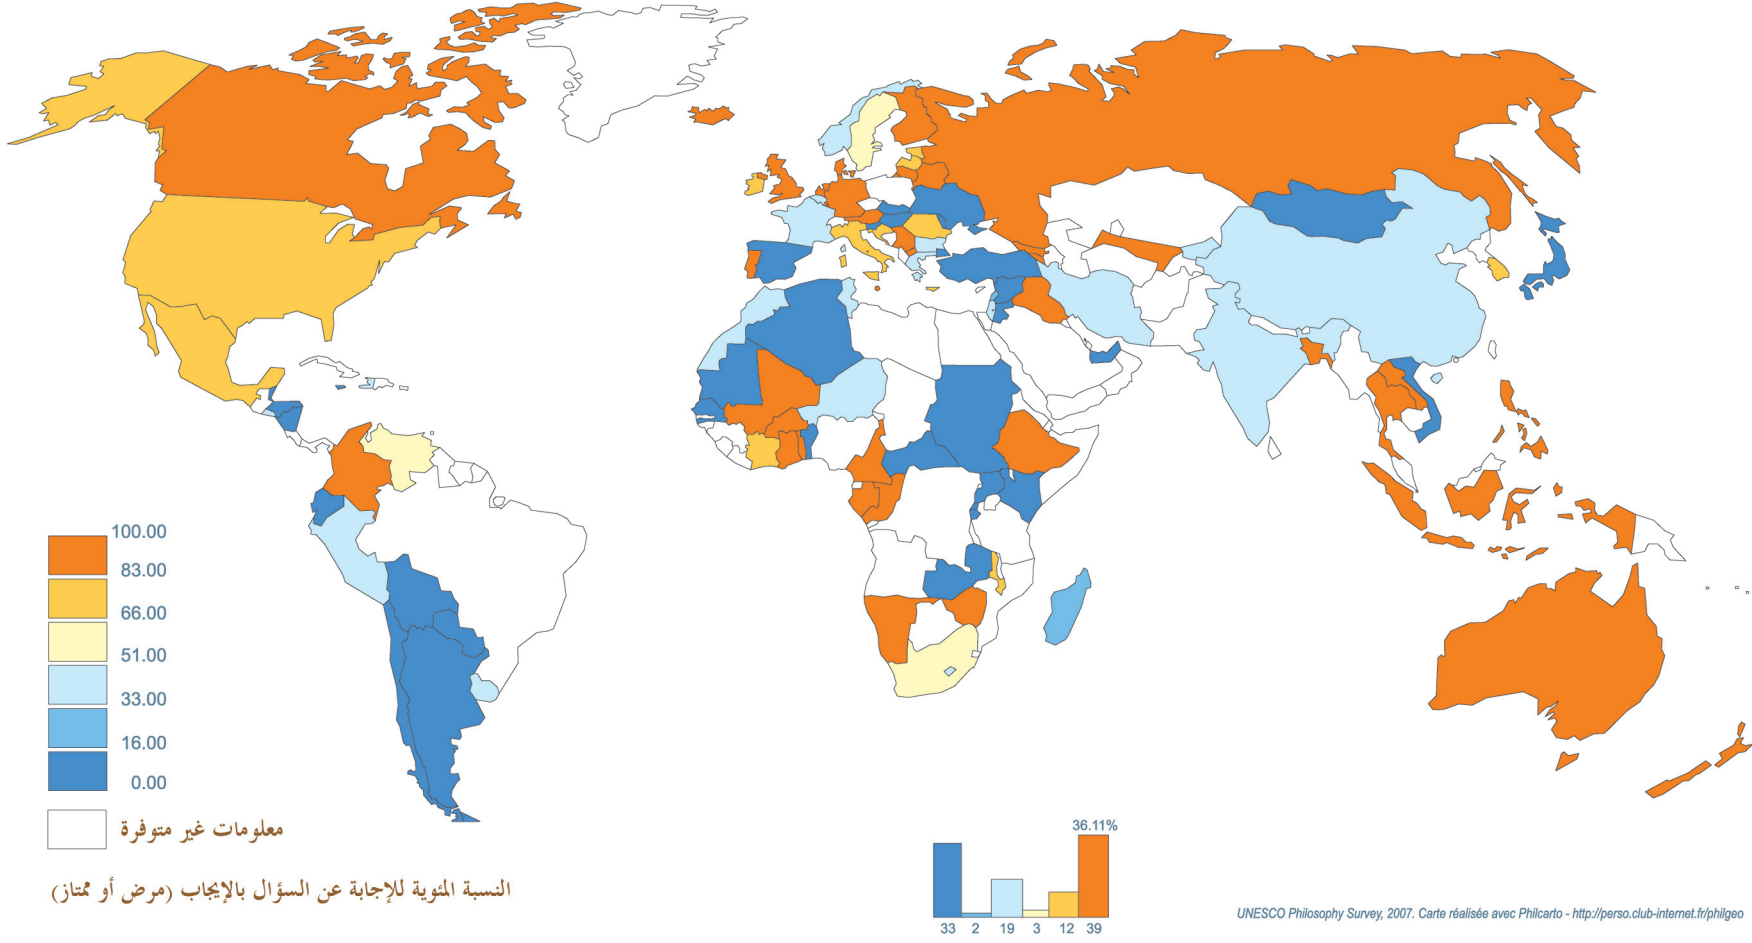 100.00
83.00
66.00
51.00
33.00
16.00
0.00
معلومات غير متوفرة
النسبة المئوية للإجابة عن السؤال بالإيجاب (مرض أو ممتاز)
36.11%
33 2 19 3 12 39
UNESCO Philosophy Survey, 2007. Carte réalisée avec Philcarto - http://perso.club-internet.fr/philgeo